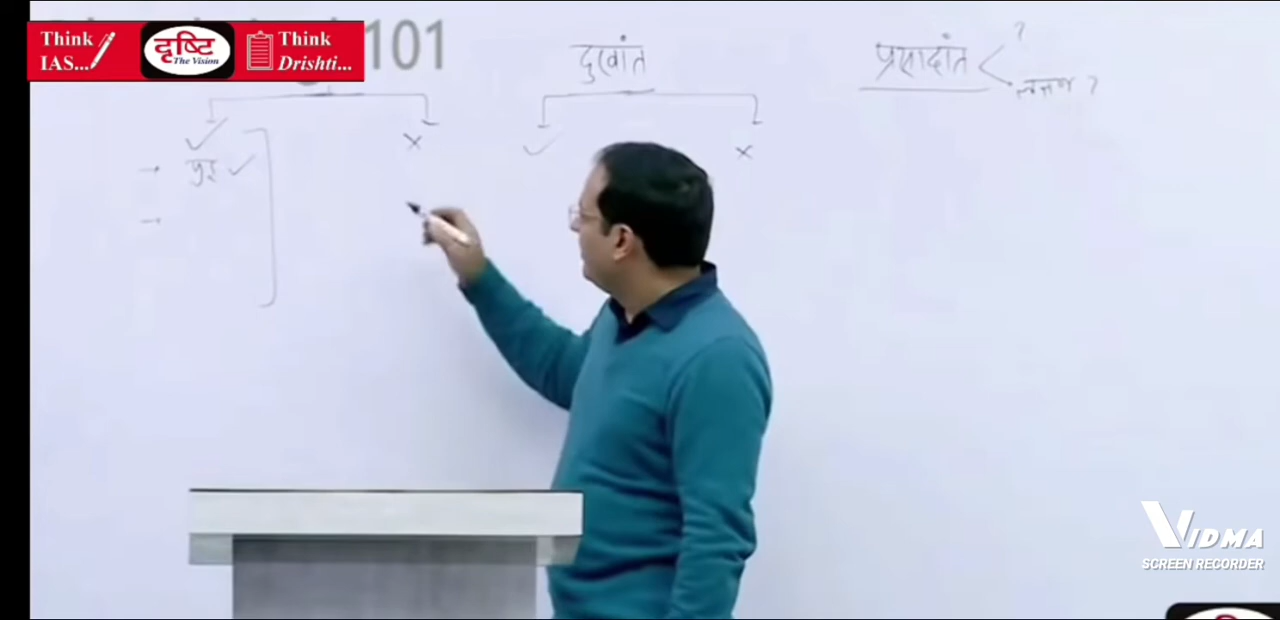 Think
IAS...
दृष्टि
The Vision
Think
Drishti...
101
दुखांत
प्रसादांत
?
?
✓
×
✓
×
→
✓
→
VIDMA
SCREEN RECORDER